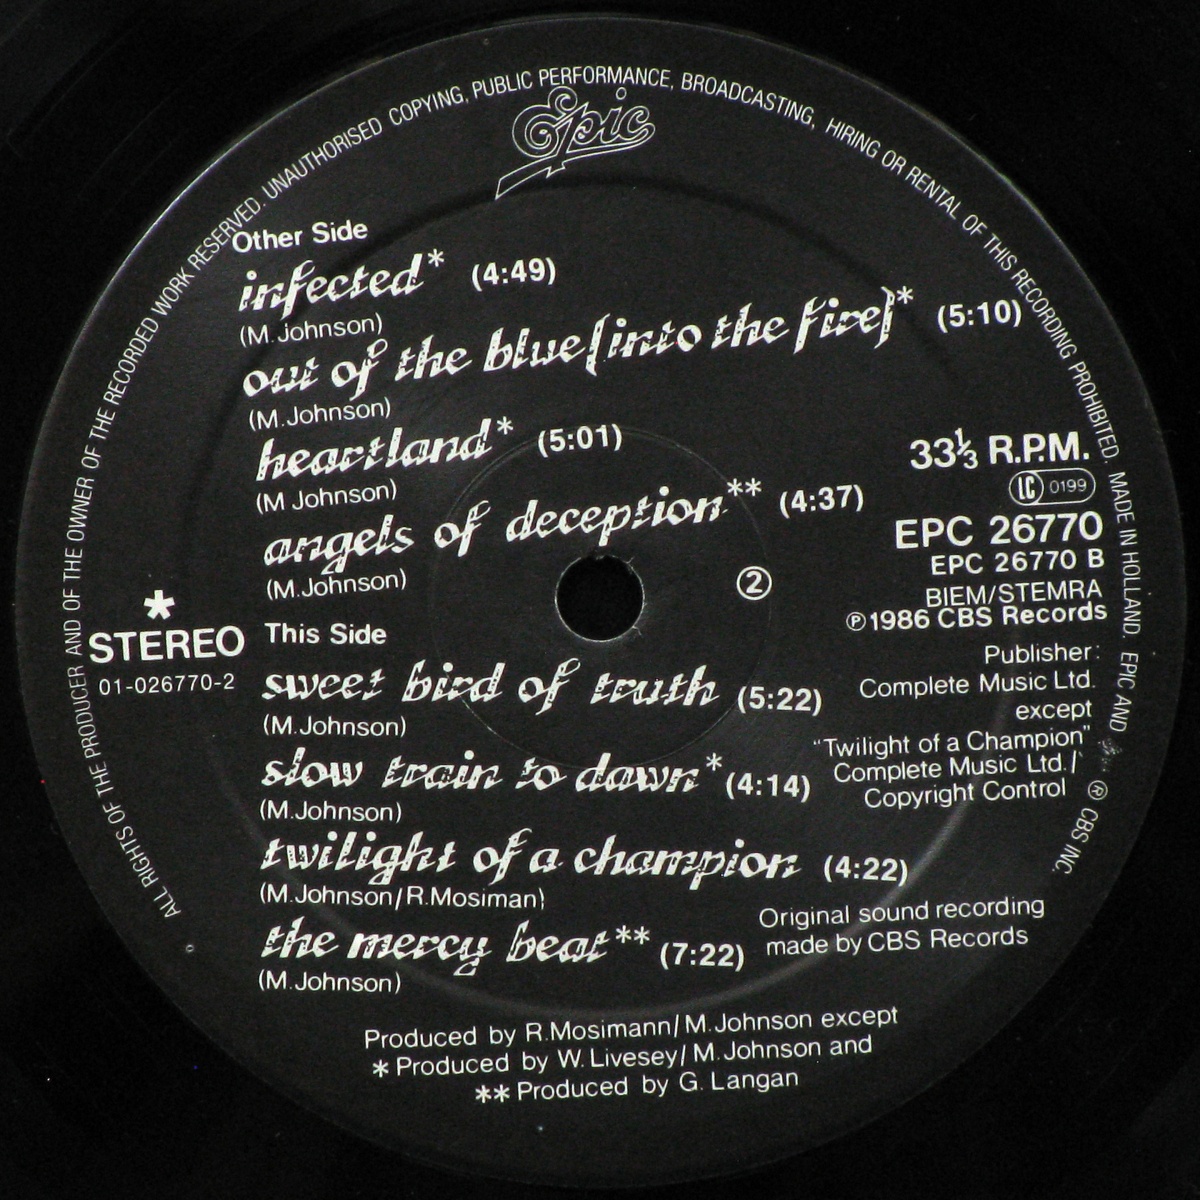 ALL RIGHTS OF THE PRODUCER AND OF THE OWNER OF THE RECORDED WORK RESERVED. UNAUTHORISED COPYING, PUBLIC PERFORMANCE, BROADCASTING, HIRING OR RENTAL OF THIS RECORDING PROHIBITED. MADE IN HOLLAND. EPIC AND ® CBS INC.
Epic
Other Side
infected* (4:49)
(M. Johnson)
out of the blue [into the fire]* (5:10)
(M. Johnson)
heartland* (5:01)
(M Johnson)
angels of deception** (4:37)
(M. Johnson)
33⅓ R.P.M.
LC 0199
EPC 26770
EPC 26770 B
BIEM/STEMRA
℗ 1986 CBS Records
②
*
STEREO
01-026770-2
This Side
sweet bird of truth (5:22)
(M. Johnson)
slow train to dawn* (4:14)
(M. Johnson)
twilight of a champion (4:22)
(M. Johnson/R. Mosiman)
the mercy beat** (7:22)
(M. Johnson)
Publisher:
Complete Music Ltd.
except
"Twilight of a Champion"
Complete Music Ltd./
Copyright Control
Original sound recording
made by CBS Records
Produced by R. Mosimann/M. Johnson except
* Produced by W. Livesey/M. Johnson and
** Produced by G. Langan